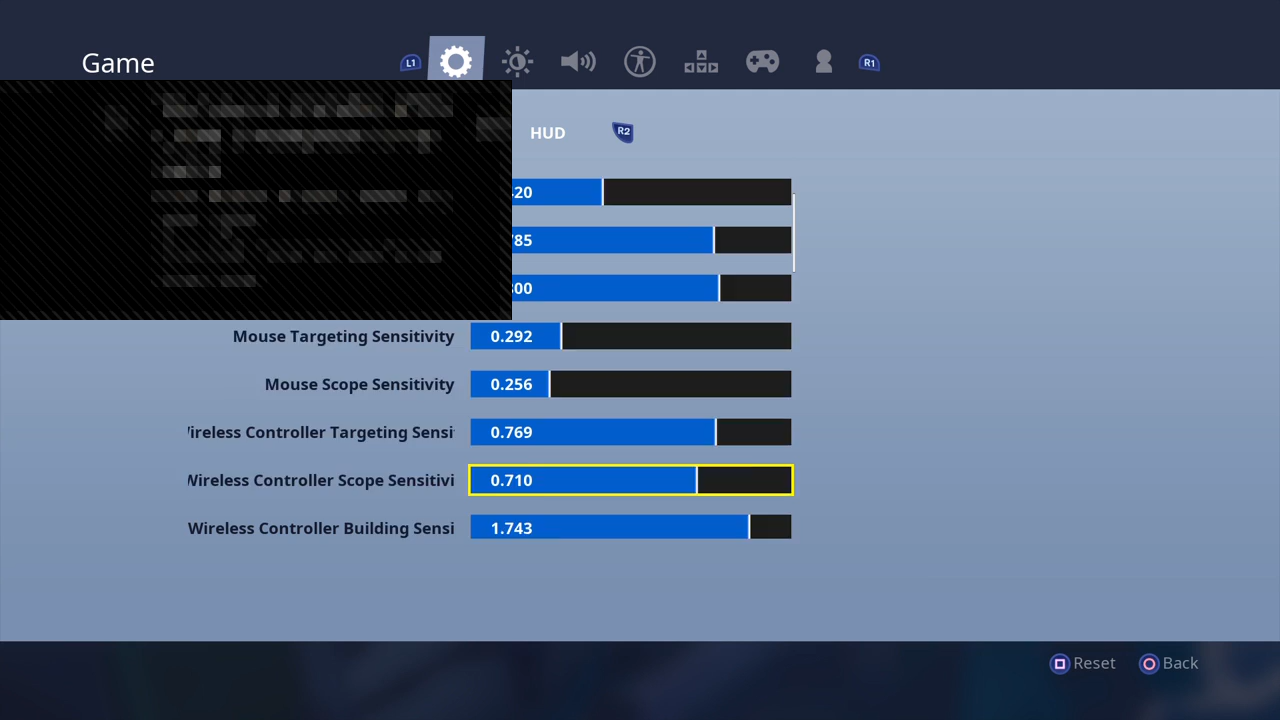 Game
L1
R1
HUD
R2
20
85
00
Mouse Targeting Sensitivity 0.292
Mouse Scope Sensitivity 0.256
ireless Controller Targeting Sensi 0.769
Wireless Controller Scope Sensitivi 0.710
Wireless Controller Building Sensi 1.743
Reset
Back